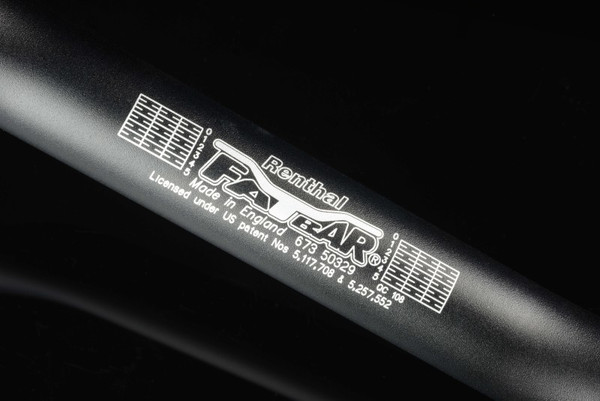 Renthal
FATBAR®
Made in England 673 50329
Licensed under US patent Nos 5,117,708 & 5,257,552
0
1
2
3
4
5
0
1
2
3
4
5
QC 108